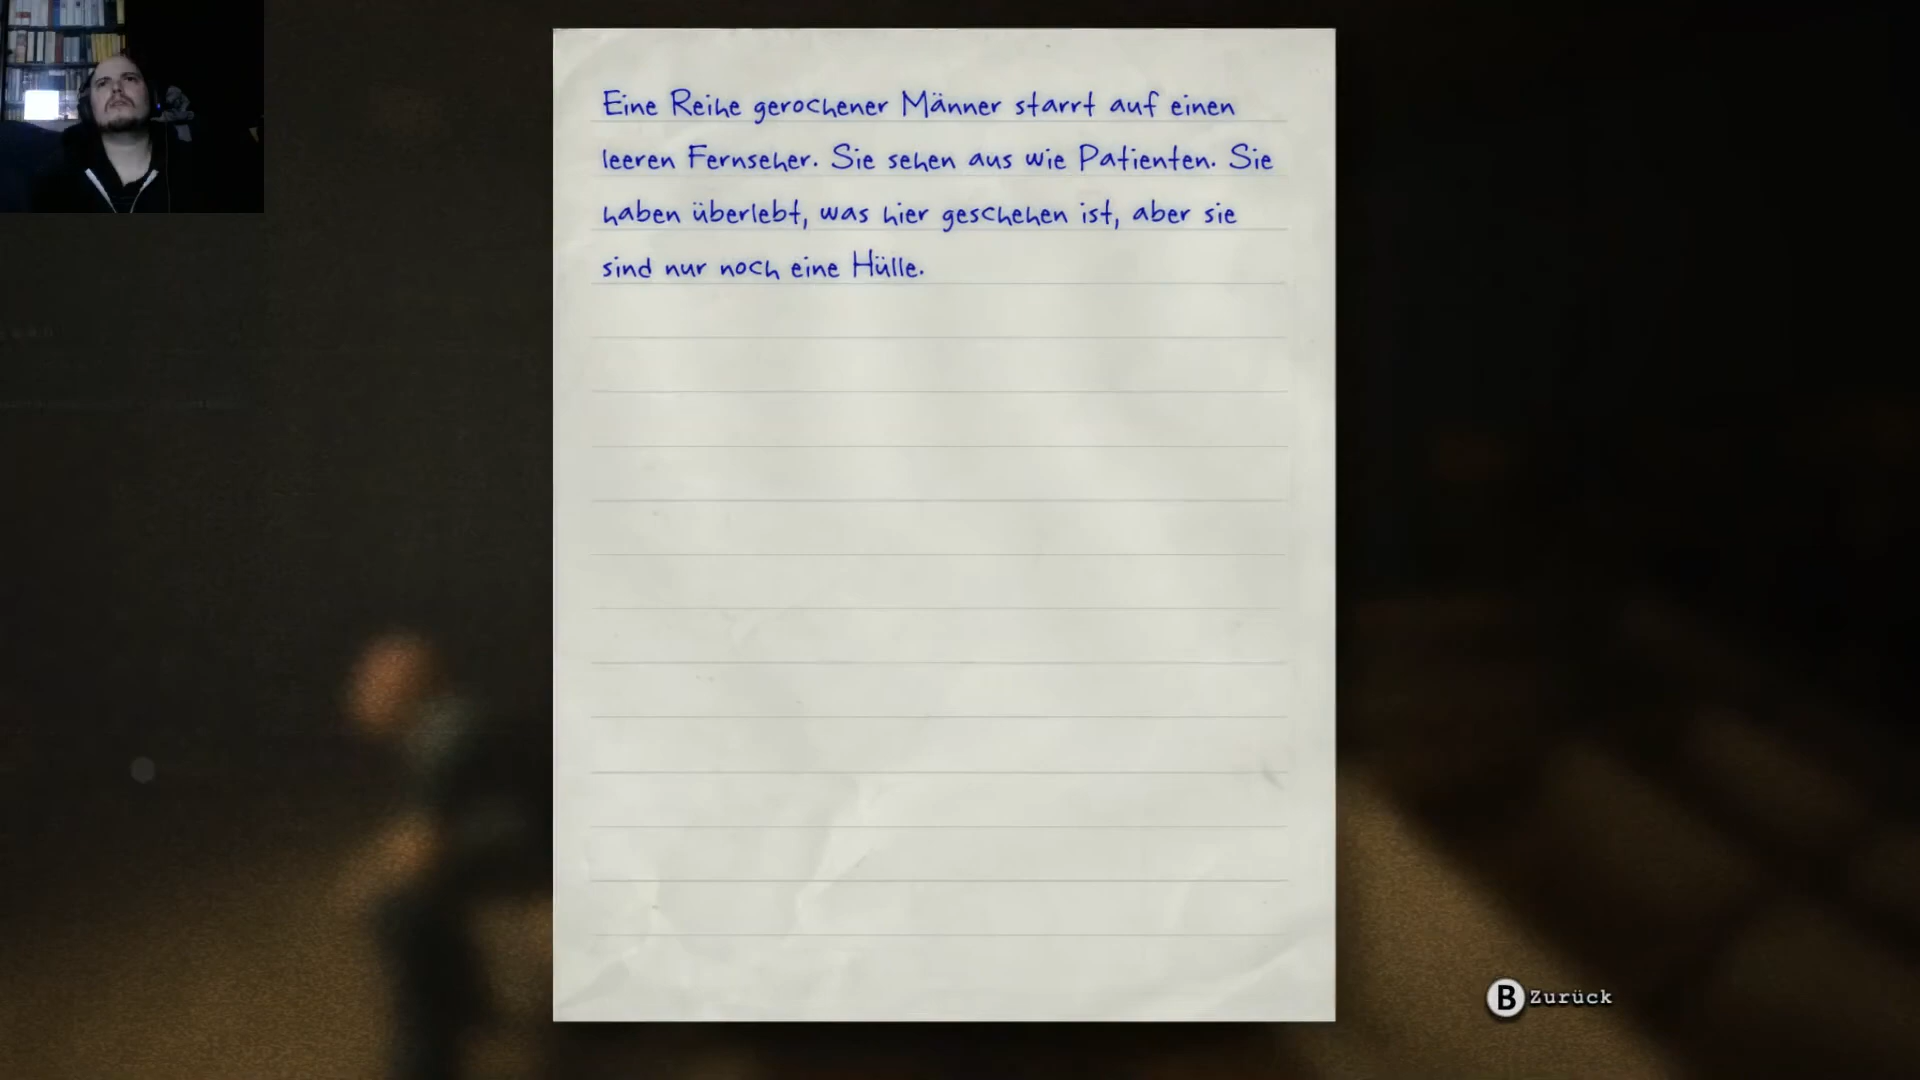 Eine Reihe gerochener Männer starrt auf einen
leeren Fernseher. Sie sehen aus wie Patienten. Sie
haben überlebt, was hier geschehen ist, aber sie
sind nur noch eine Hülle.
B Zurück